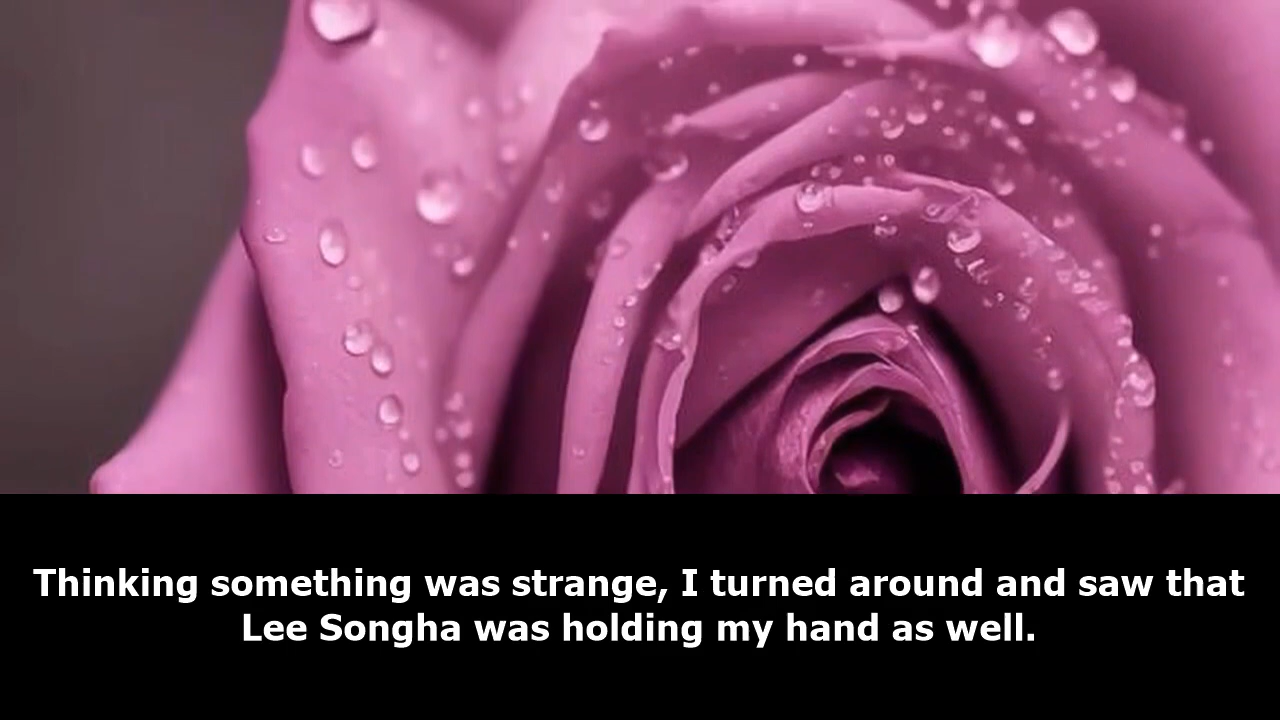 Thinking something was strange, I turned around and saw that
Lee Songha was holding my hand as well.